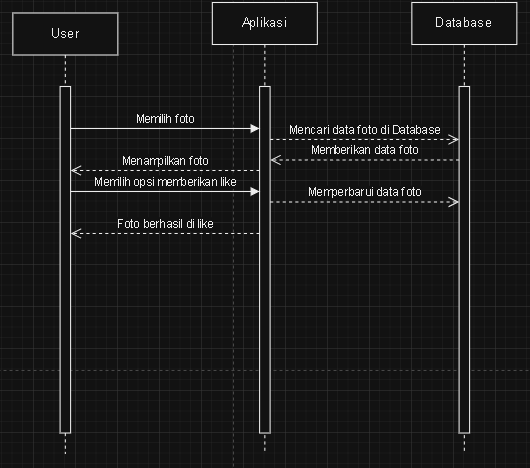 User
Aplikasi
Database
Memilih foto
Mencari data foto di Database
Memberikan data foto
Menampilkan foto
Memilih opsi memberikan like
Memperbarui data foto
Foto berhasil di like